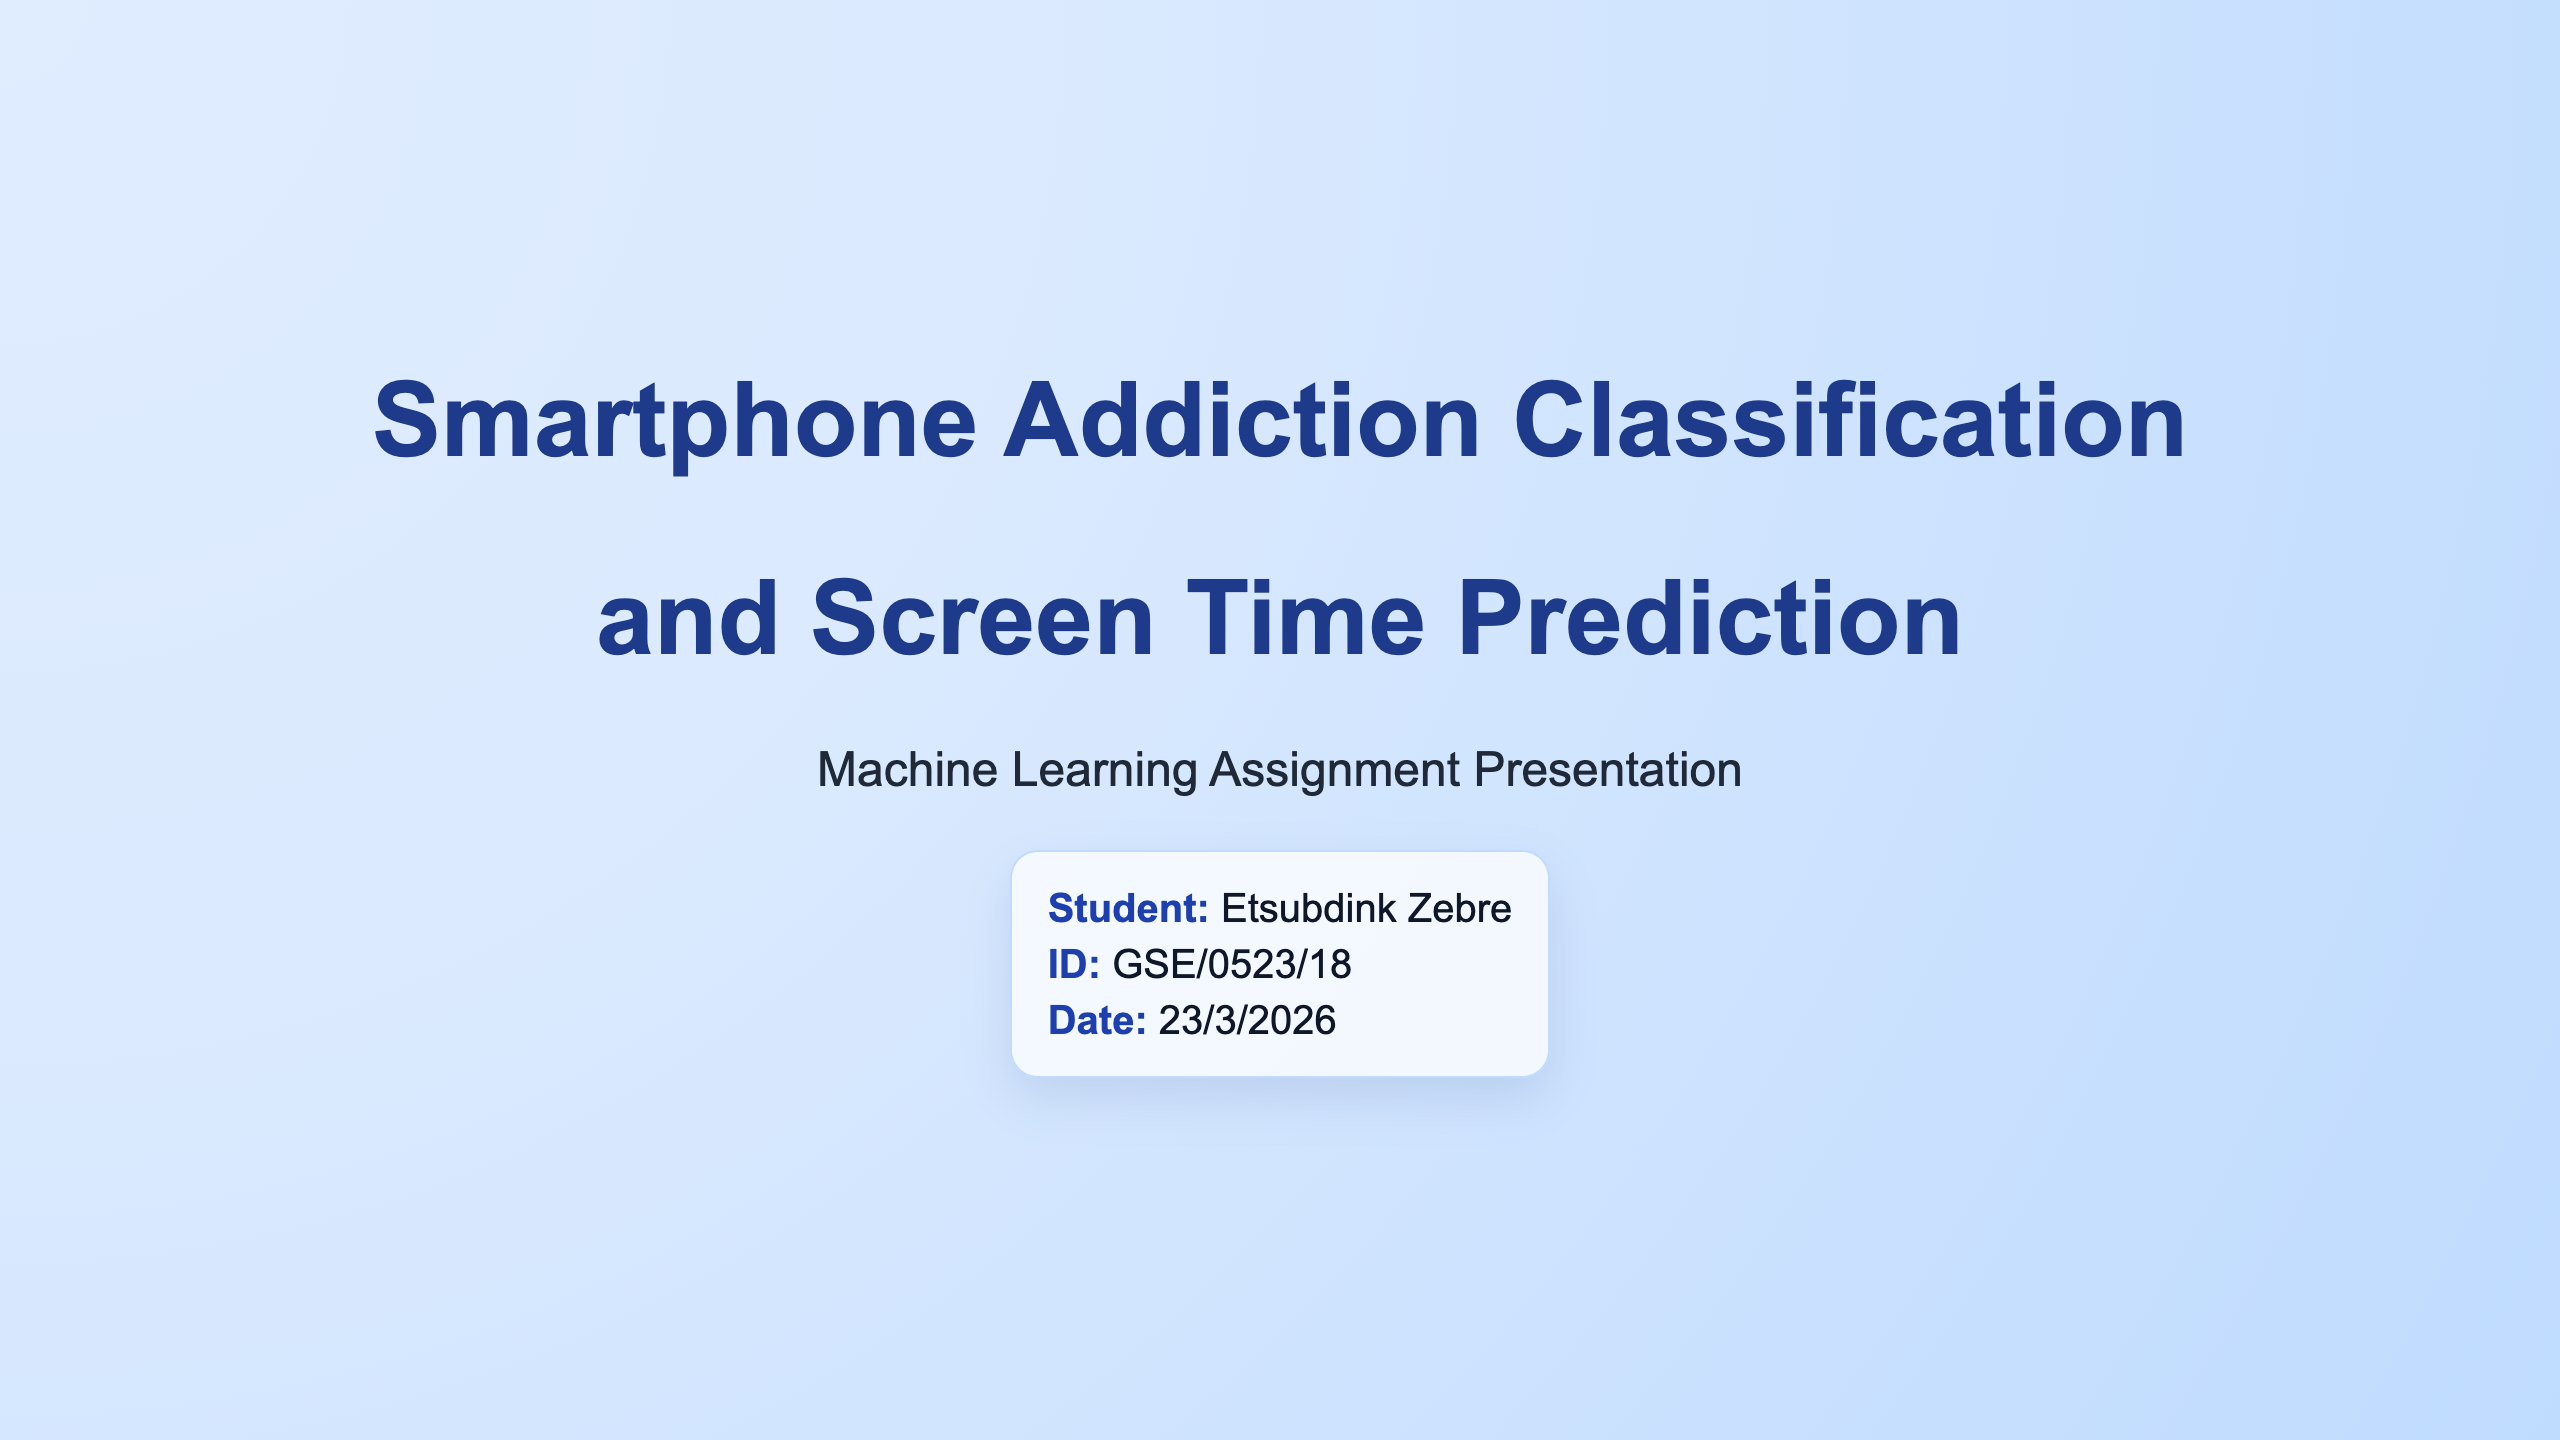 Smartphone Addiction Classification
and Screen Time Prediction
Machine Learning Assignment Presentation
Student: Etsubdink Zebre
ID: GSE/0523/18
Date: 23/3/2026